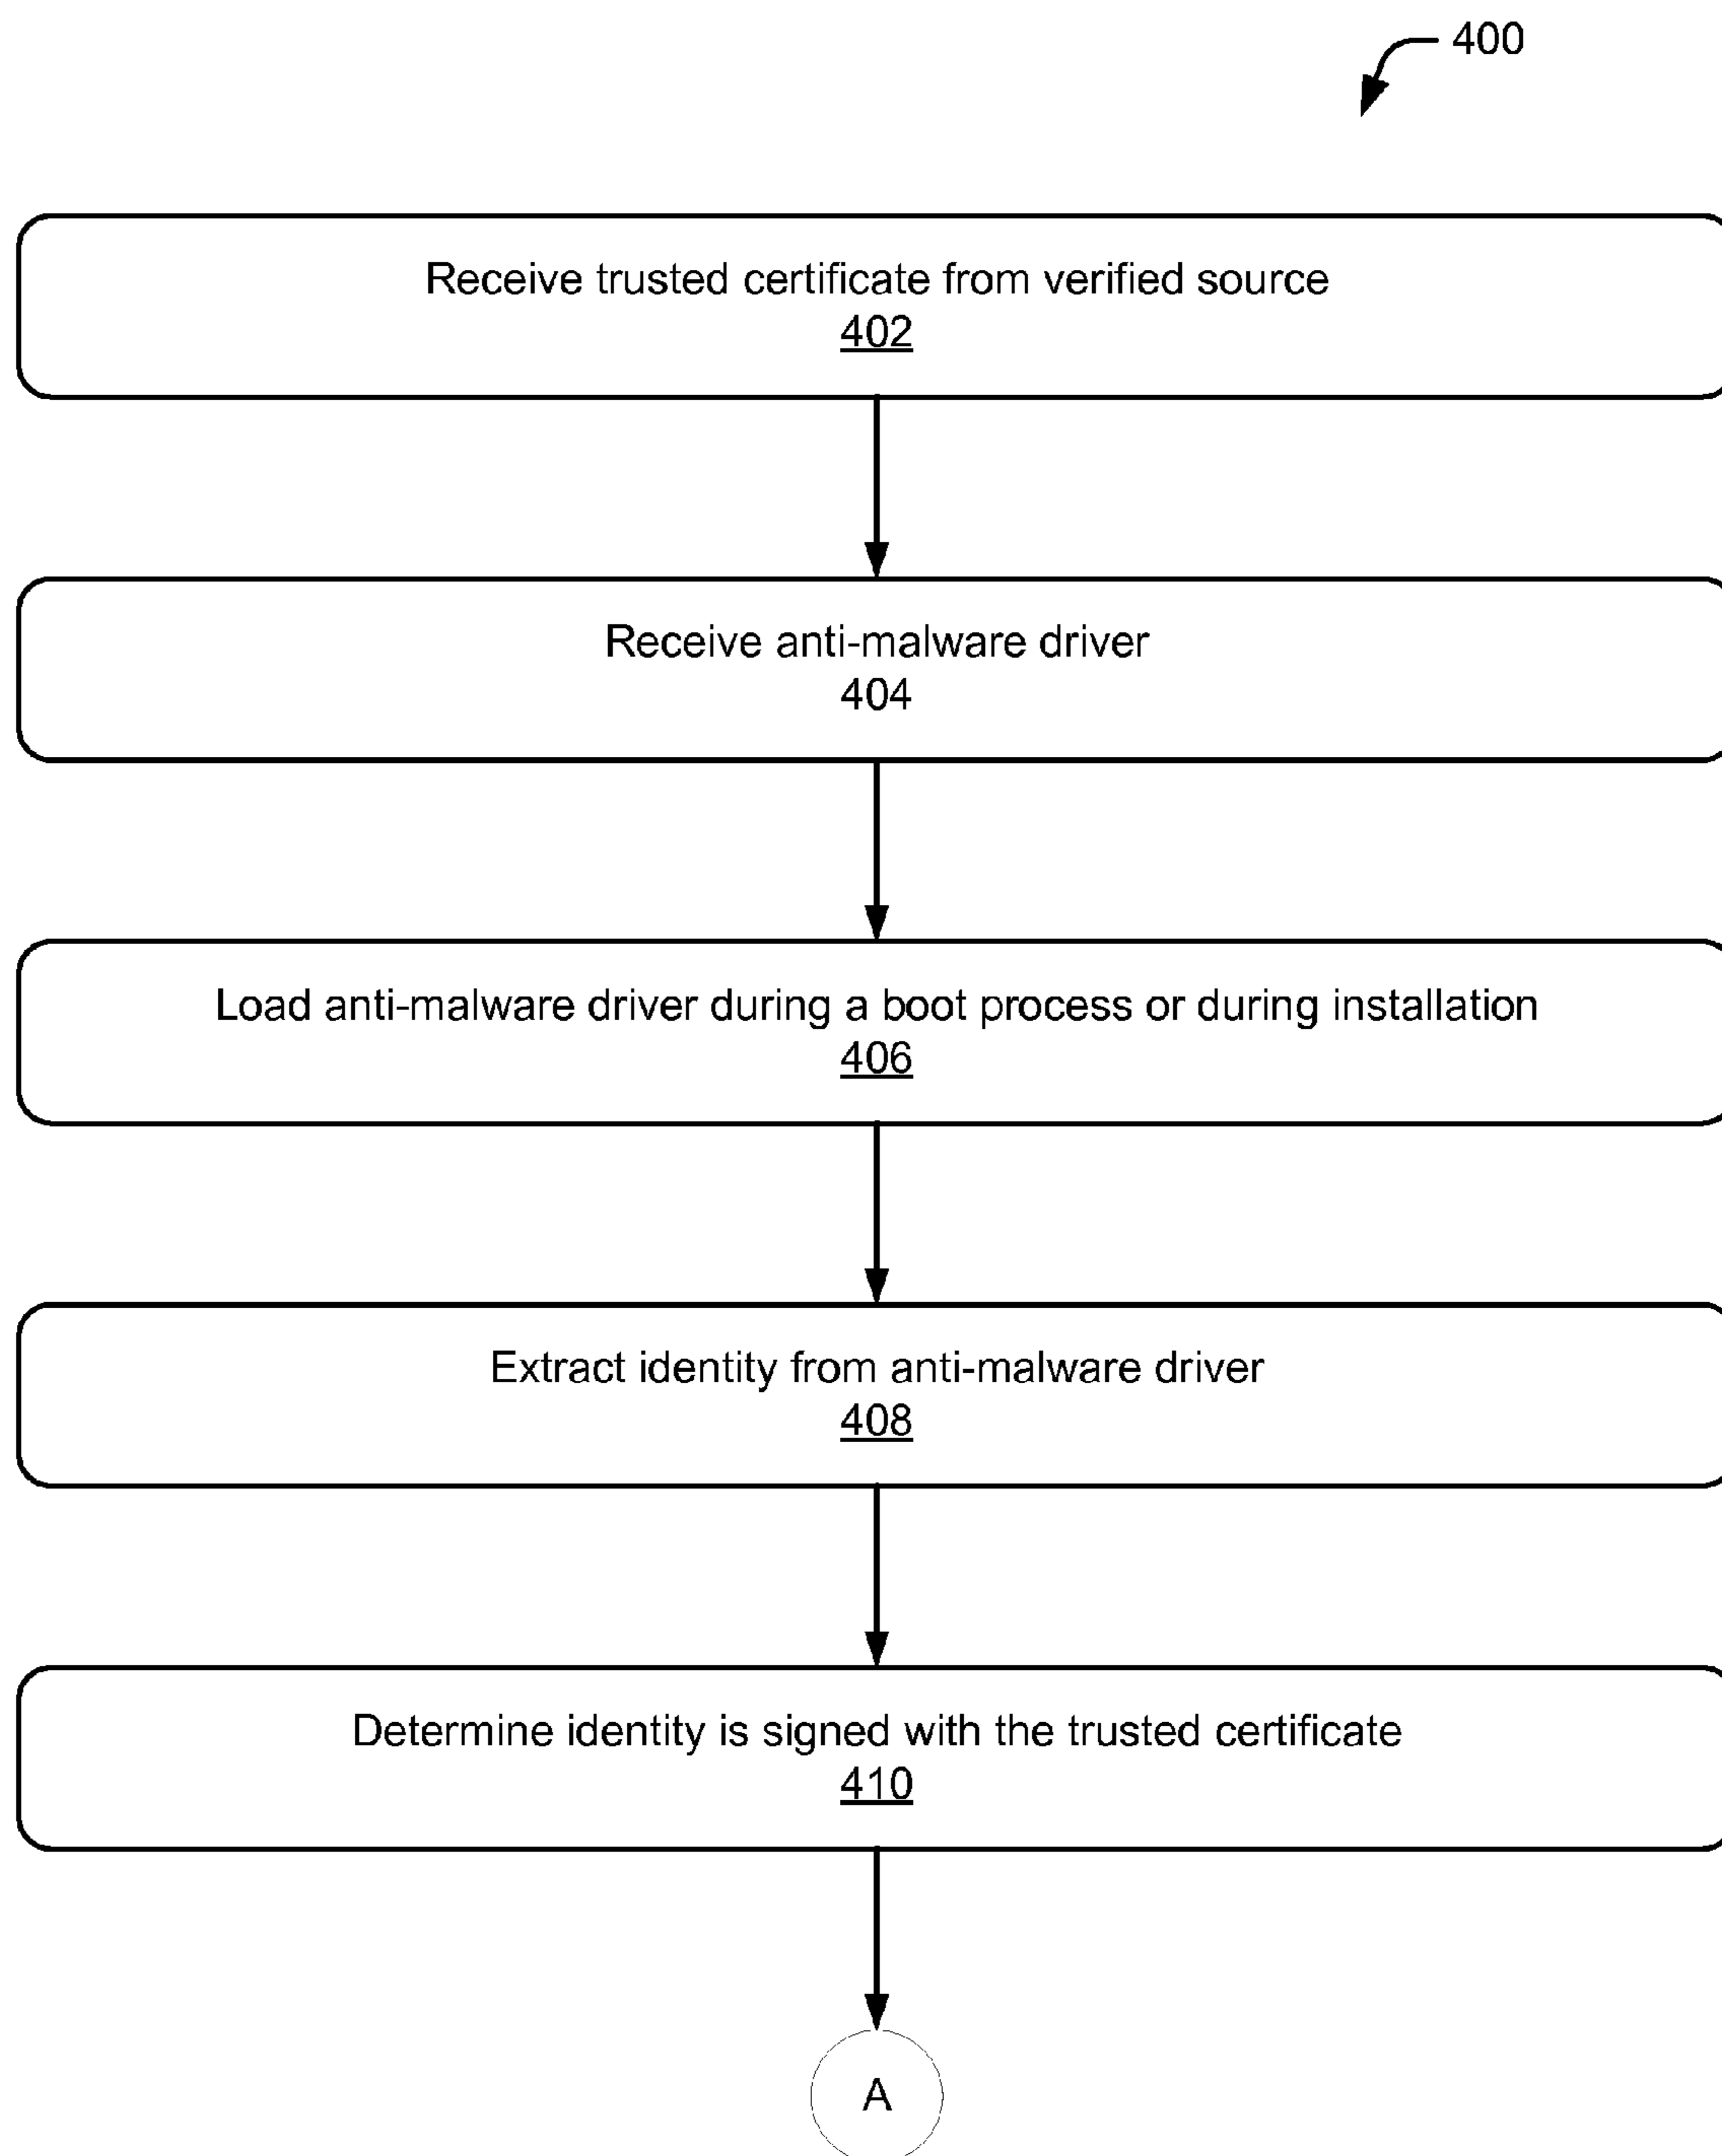 400
Receive trusted certificate from verified source
402
Receive anti-malware driver
404
Load anti-malware driver during a boot process or during installation
406
Extract identity from anti-malware driver
408
Determine identity is signed with the trusted certificate
410
A